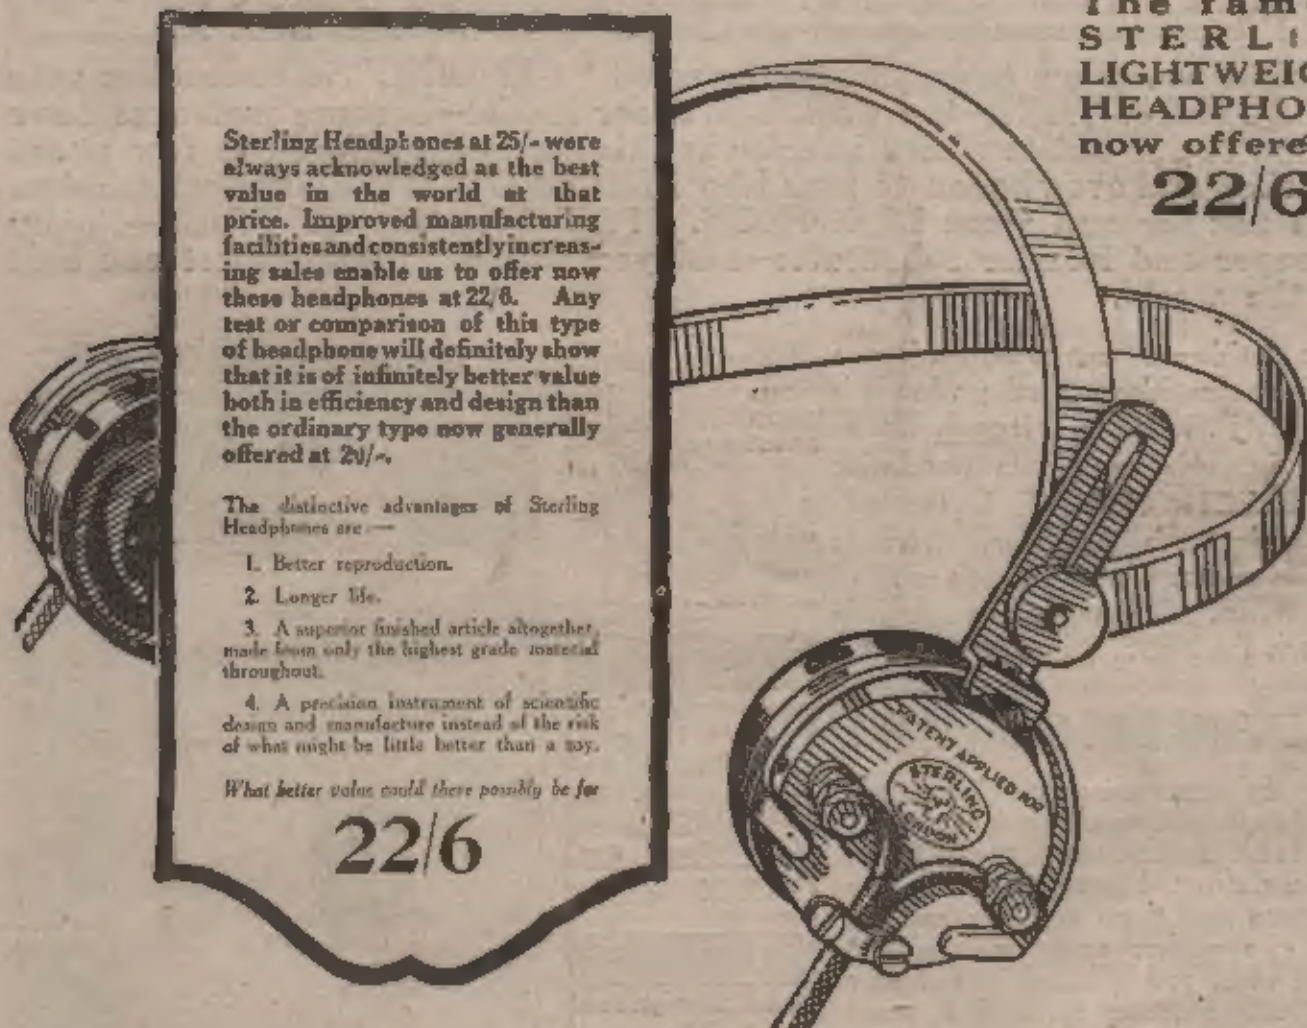 The fam
STERLI
LIGHTWEIG
HEADPHO
now offere
22/6
Sterling Headphones at 25/- were
always acknowledged as the best
value in the world at that
price. Improved manufacturing
facilities and consistently increas-
ing sales enable us to offer now
these headphones at 22/6. Any
test or comparison of this type
of headphone will definitely show
that it is of infinitely better value
both in efficiency and design than
the ordinary type now generally
offered at 20/-.
The distinctive advantages of Sterling
Headphones are :—
1. Better reproduction.
2. Longer life.
3. A superior finished article altogether,
made from only the highest grade material
throughout.
4. A precision instrument of scientific
design and manufacture instead of the risk
of what might be little better than a toy.
What better value could there possibly be for
22/6
PATENT APPLIED FOR
STERLING
LONDON